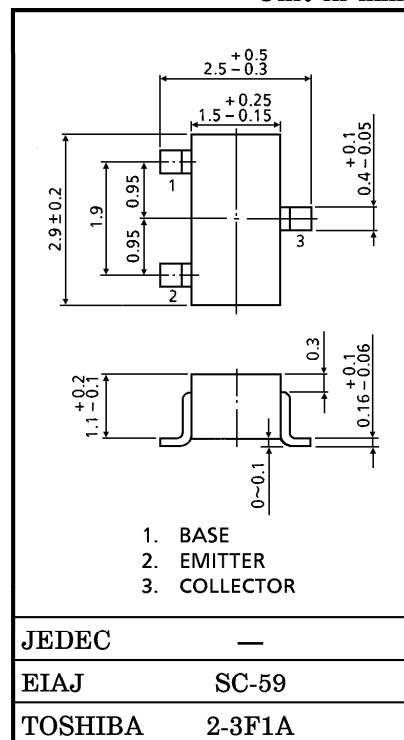 +0.5
2.5 −0.3
+0.25
1.5 −0.15
2.9 ± 0.2
1.9
0.95
0.95
1
2
3
+0.1
0.4 −0.05
+0.2
1.1 −0.1
0.3
+0.1
0.16 −0.06
0~0.1
1. BASE
2. EMITTER
3. COLLECTOR
JEDEC —
EIAJ SC-59
TOSHIBA 2-3F1A